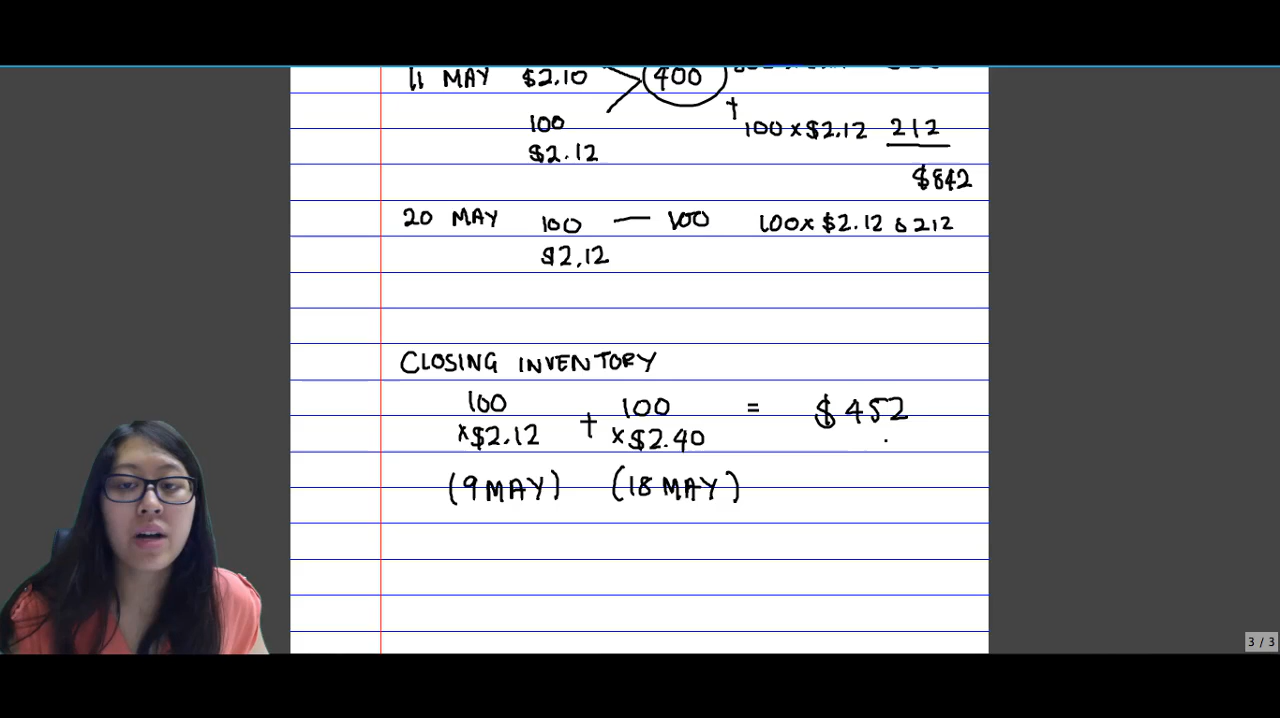 11 MAY $2.10 400
+
100 100 x $2.12 212
$2.12
$842
20 MAY 100 — 100 100 x $2.12 $212
$2.12
CLOSING INVENTORY
100 + 100 = $452
x $2.12 x $2.40
(9 MAY) (18 MAY)
3 / 3